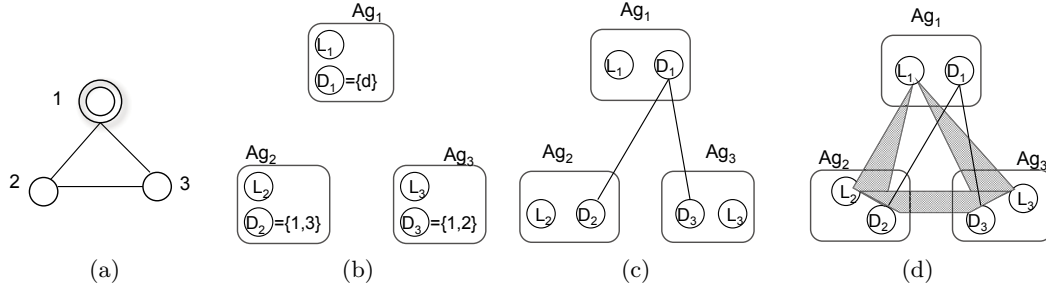 1
2
3
(a)
Ag1
L1
D1={d}
Ag2
L2
D2={1,3}
Ag3
L3
D3={1,2}
(b)
Ag1
L1 D1
Ag2
L2 D2
Ag3
D3 L3
(c)
Ag1
L1 D1
Ag2
L2
D2
Ag3
L3
D3
(d)